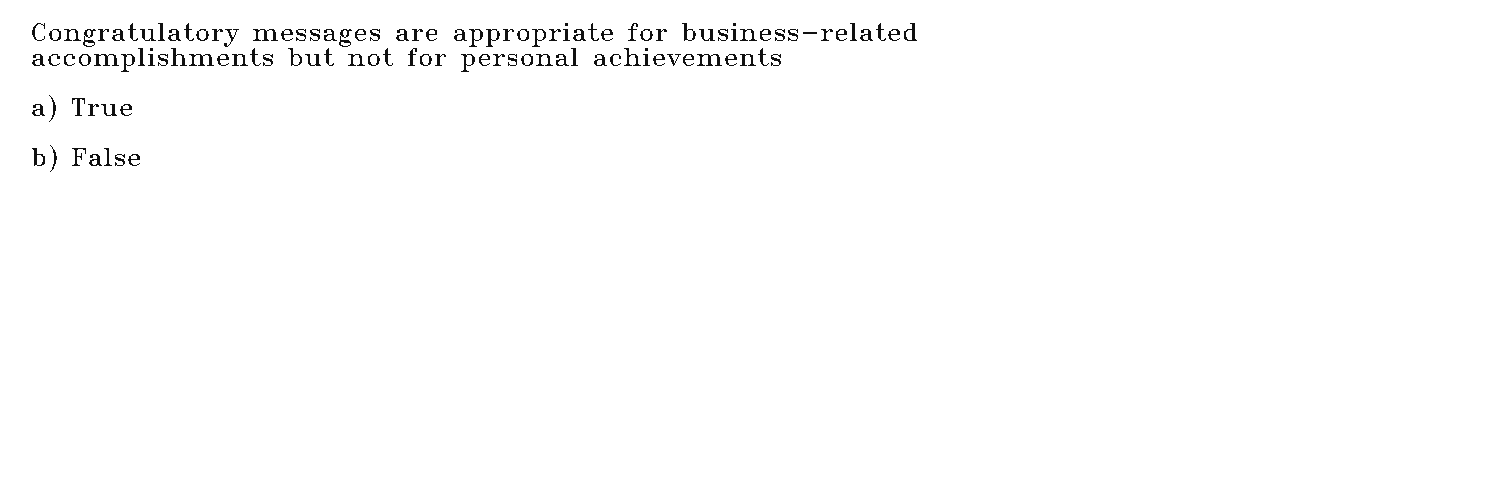 Congratulatory messages are appropriate for business-related
accomplishments but not for personal achievements
a) True
b) False